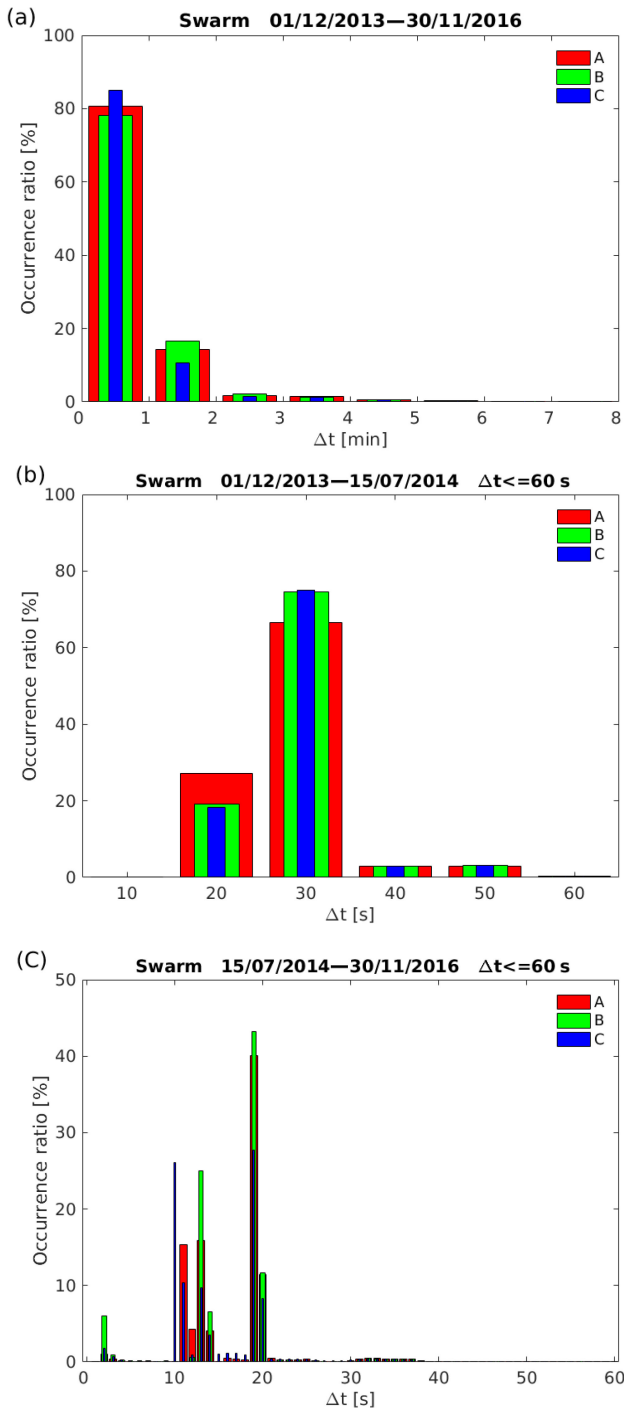 (a)
Swarm 01/12/2013—30/11/2016
100
80
60
40
20
0
Occurrence ratio [%]
A
B
C
0 1 2 3 4 5 6 7 8
Δt [min]
(b)
Swarm 01/12/2013—15/07/2014 Δt<=60 s
100
80
60
40
20
0
Occurrence ratio [%]
A
B
C
10 20 30 40 50 60
Δt [s]
(C)
Swarm 15/07/2014—30/11/2016 Δt<=60 s
50
40
30
20
10
0
Occurrence ratio [%]
A
B
C
0 10 20 30 40 50 60
Δt [s]